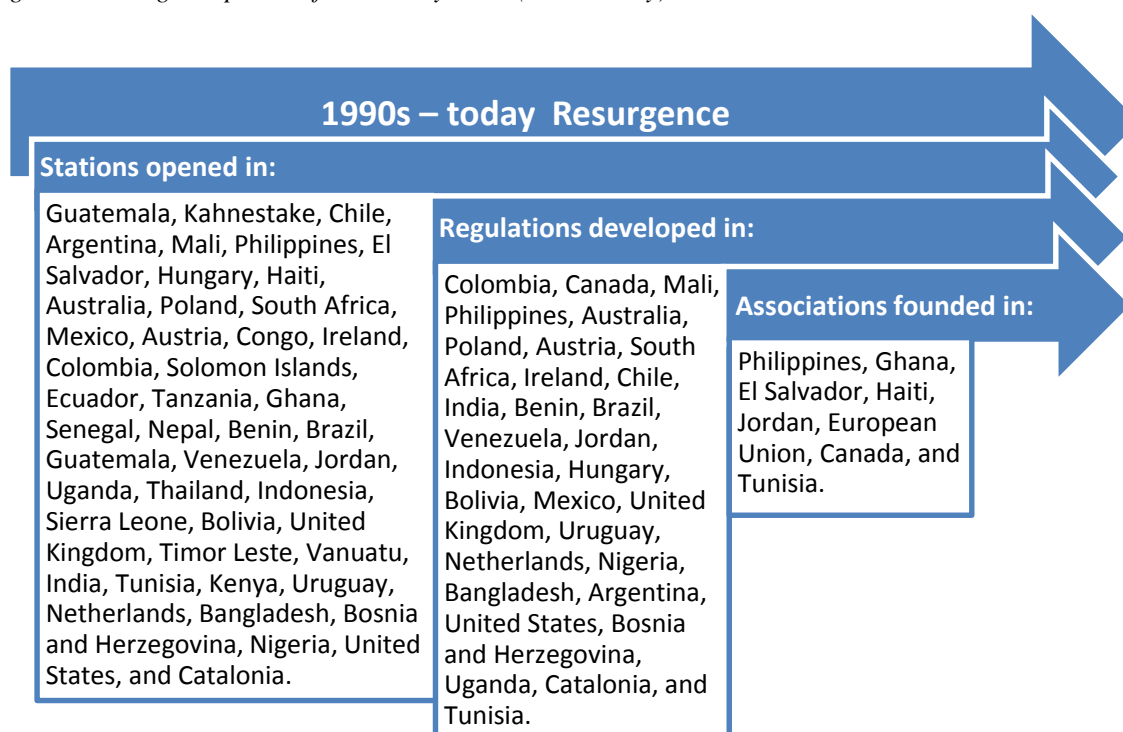 1990s – today Resurgence
Stations opened in:
Guatemala, Kahnestake, Chile,
Argentina, Mali, Philippines, El
Salvador, Hungary, Haiti,
Australia, Poland, South Africa,
Mexico, Austria, Congo, Ireland,
Colombia, Solomon Islands,
Ecuador, Tanzania, Ghana,
Senegal, Nepal, Benin, Brazil,
Guatemala, Venezuela, Jordan,
Uganda, Thailand, Indonesia,
Sierra Leone, Bolivia, United
Kingdom, Timor Leste, Vanuatu,
India, Tunisia, Kenya, Uruguay,
Netherlands, Bangladesh, Bosnia
and Herzegovina, Nigeria, United
States, and Catalonia.
Regulations developed in:
Colombia, Canada, Mali,
Philippines, Australia,
Poland, Austria, South
Africa, Ireland, Chile,
India, Benin, Brazil,
Venezuela, Jordan,
Indonesia, Hungary,
Bolivia, Mexico, United
Kingdom, Uruguay,
Netherlands, Nigeria,
Bangladesh, Argentina,
United States, Bosnia
and Herzegovina,
Uganda, Catalonia, and
Tunisia.
Associations founded in:
Philippines, Ghana,
El Salvador, Haiti,
Jordan, European
Union, Canada, and
Tunisia.